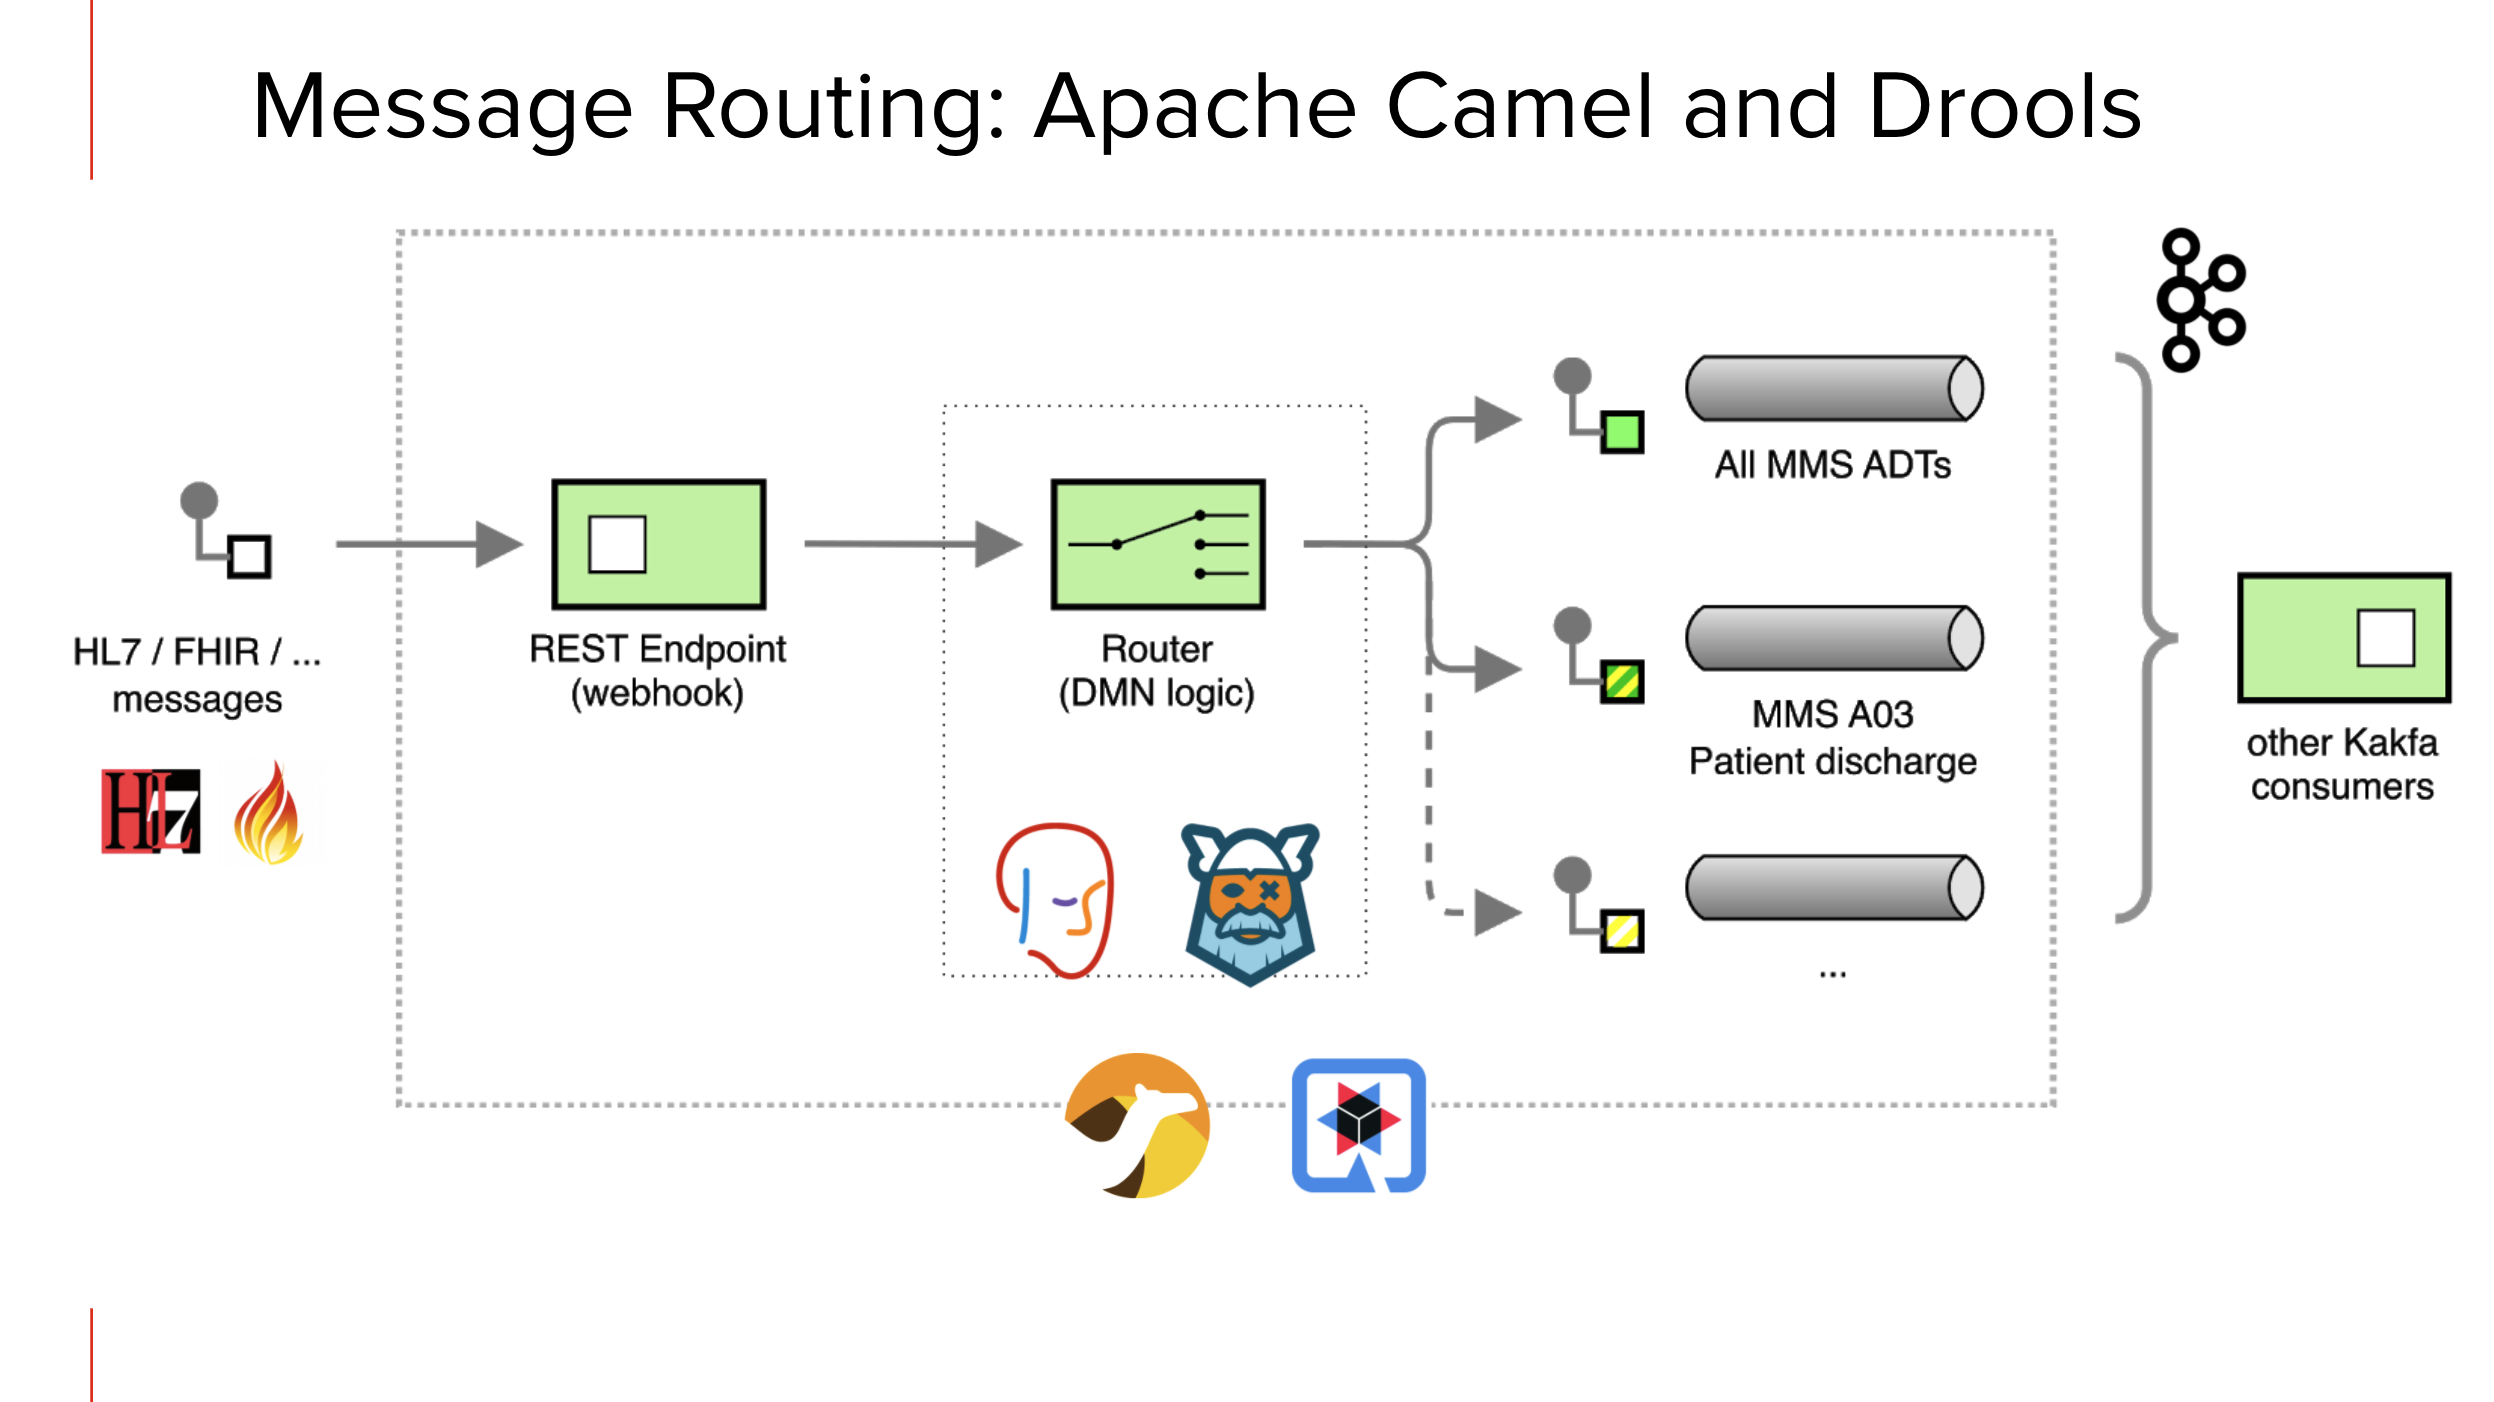 Message Routing: Apache Camel and Drools
HL7 / FHIR / ...
messages
HL7
REST Endpoint
(webhook)
Router
(DMN logic)
All MMS ADTs
MMS A03
Patient discharge
...
other Kakfa
consumers